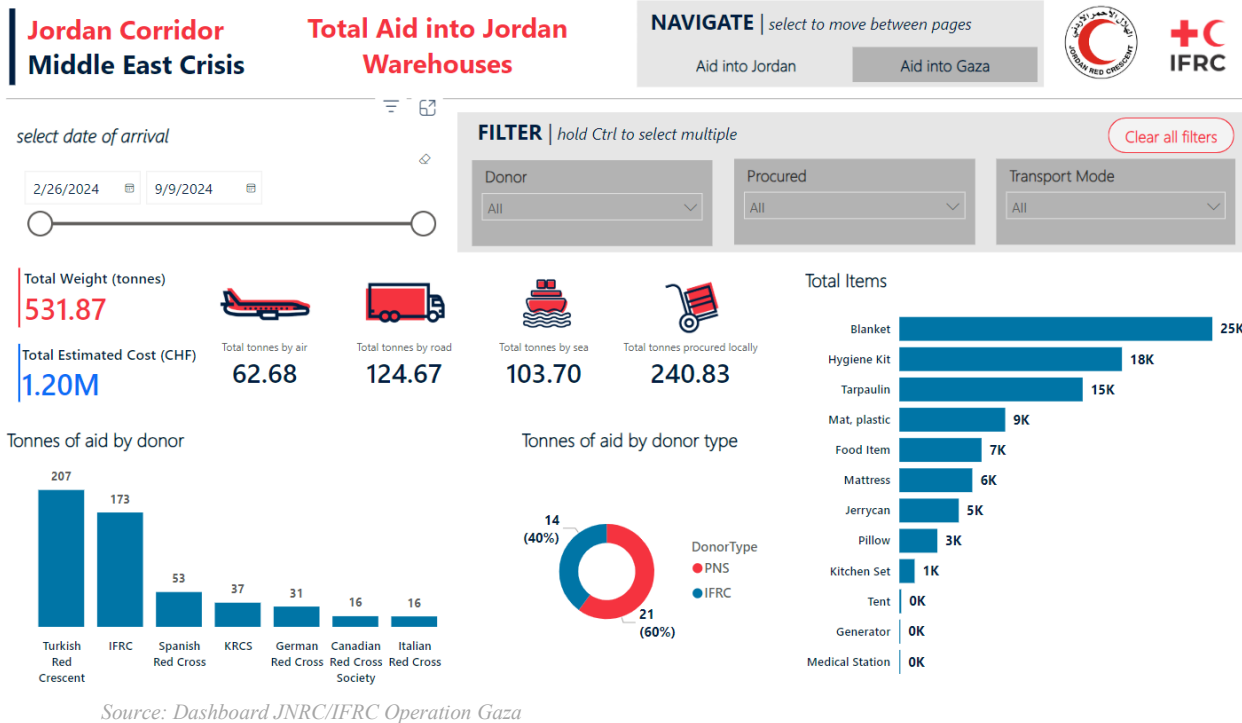 Jordan Corridor
Middle East Crisis
Total Aid into Jordan
Warehouses
NAVIGATE | select to move between pages
Aid into Jordan
Aid into Gaza
الهلال الأحمر الأردني
JORDAN RED CRESCENT
IFRC
select date of arrival
2/26/2024
9/9/2024
FILTER | hold Ctrl to select multiple
Clear all filters
Donor
All
Procured
All
Transport Mode
All
Total Weight (tonnes)
531.87
Total Estimated Cost (CHF)
1.20M
Total tonnes by air
62.68
Total tonnes by road
124.67
Total tonnes by sea
103.70
Total tonnes procured locally
240.83
Total Items
Blanket
25K
Hygiene Kit
18K
Tarpaulin
15K
Mat, plastic
9K
Food Item
7K
Mattress
6K
Jerrycan
5K
Pillow
3K
Kitchen Set
1K
Tent
0K
Generator
0K
Medical Station
0K
Tonnes of aid by donor
207
173
53
37
31
16
16
Turkish
Red
Crescent
IFRC
Spanish
Red Cross
KRCS
German
Red Cross
Canadian
Red Cross
Society
Italian
Red Cross
Tonnes of aid by donor type
14
(40%)
21
(60%)
DonorType
PNS
IFRC
Source: Dashboard JNRC/IFRC Operation Gaza